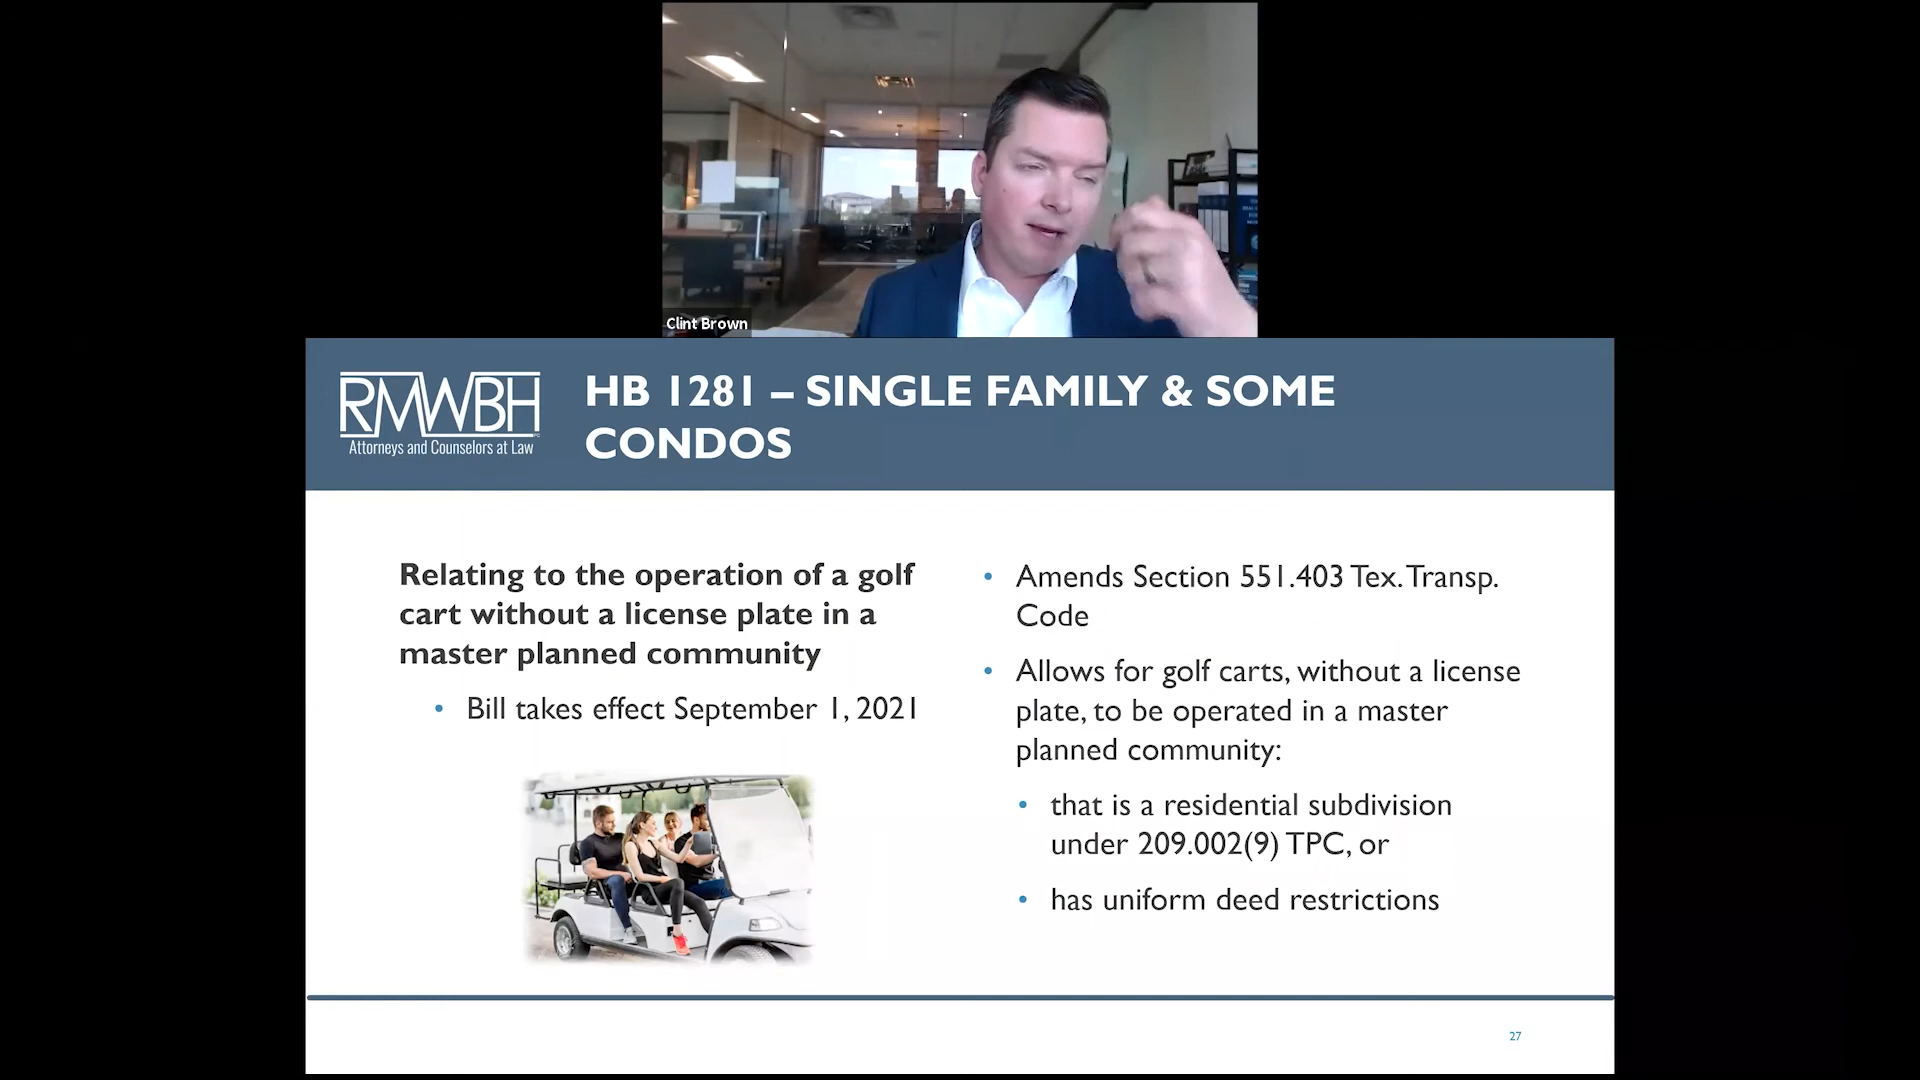 Clint Brown
RMWBH
Attorneys and Counselors at Law
HB 1281 – SINGLE FAMILY & SOME
CONDOS
Relating to the operation of a golf
cart without a license plate in a
master planned community
• Bill takes effect September 1, 2021
• Amends Section 551.403 Tex. Transp.
Code
• Allows for golf carts, without a license
plate, to be operated in a master
planned community:
• that is a residential subdivision
under 209.002(9) TPC, or
• has uniform deed restrictions
27